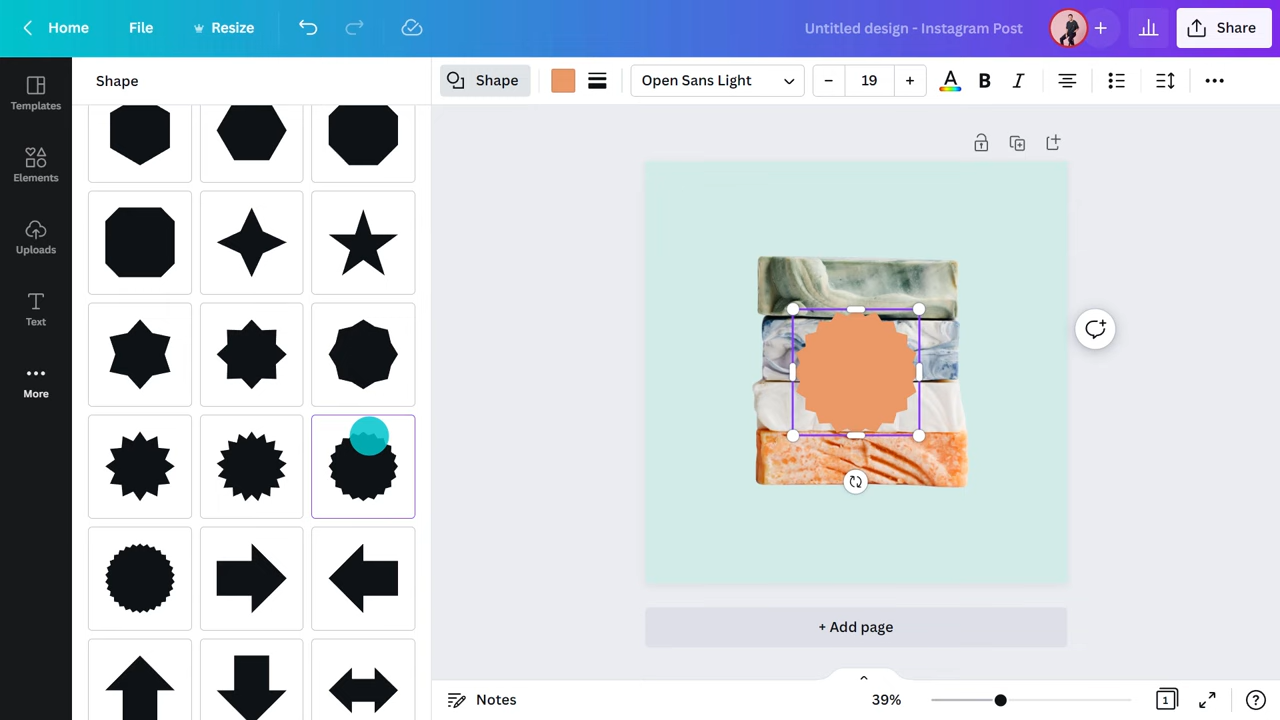 Home
File
Resize
Untitled design - Instagram Post
Share
Templates
Elements
Uploads
Text
More
Shape
Shape
Open Sans Light
19
A
B
I
+ Add page
Notes
39%
1